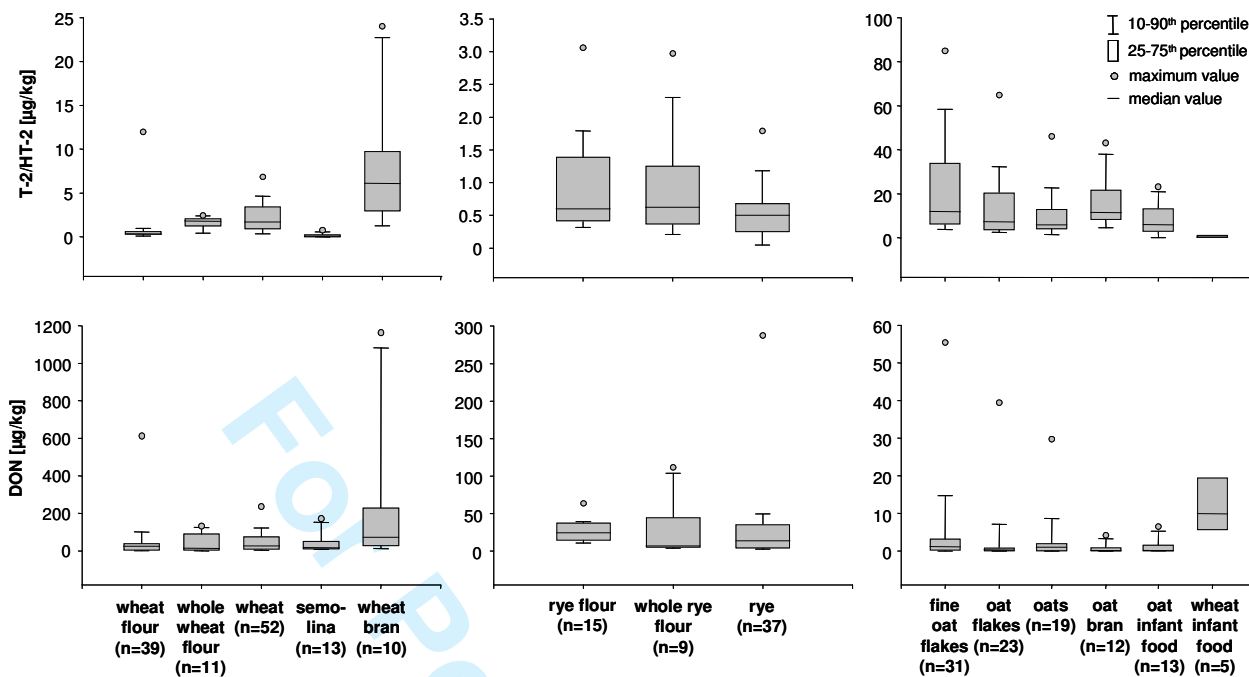 T-2/HT-2 [µg/kg]
25
20
15
10
5
0
3.5
3.0
2.5
2.0
1.5
1.0
0.5
0
100
80
60
40
20
0
10-90th percentile
25-75th percentile
maximum value
median value
DON [µg/kg]
1200
1000
800
600
400
200
0
300
250
200
150
100
50
0
60
50
40
30
20
10
0
wheat
flour
(n=39)
whole
wheat
flour
(n=11)
wheat
(n=52)
semo-
lina
(n=13)
wheat
bran
(n=10)
rye flour
(n=15)
whole rye
flour
(n=9)
rye
(n=37)
fine
oat
flakes
(n=31)
oat
flakes
(n=23)
oats
(n=19)
oat
bran
(n=12)
oat
infant
food
(n=13)
wheat
infant
food
(n=5)
For